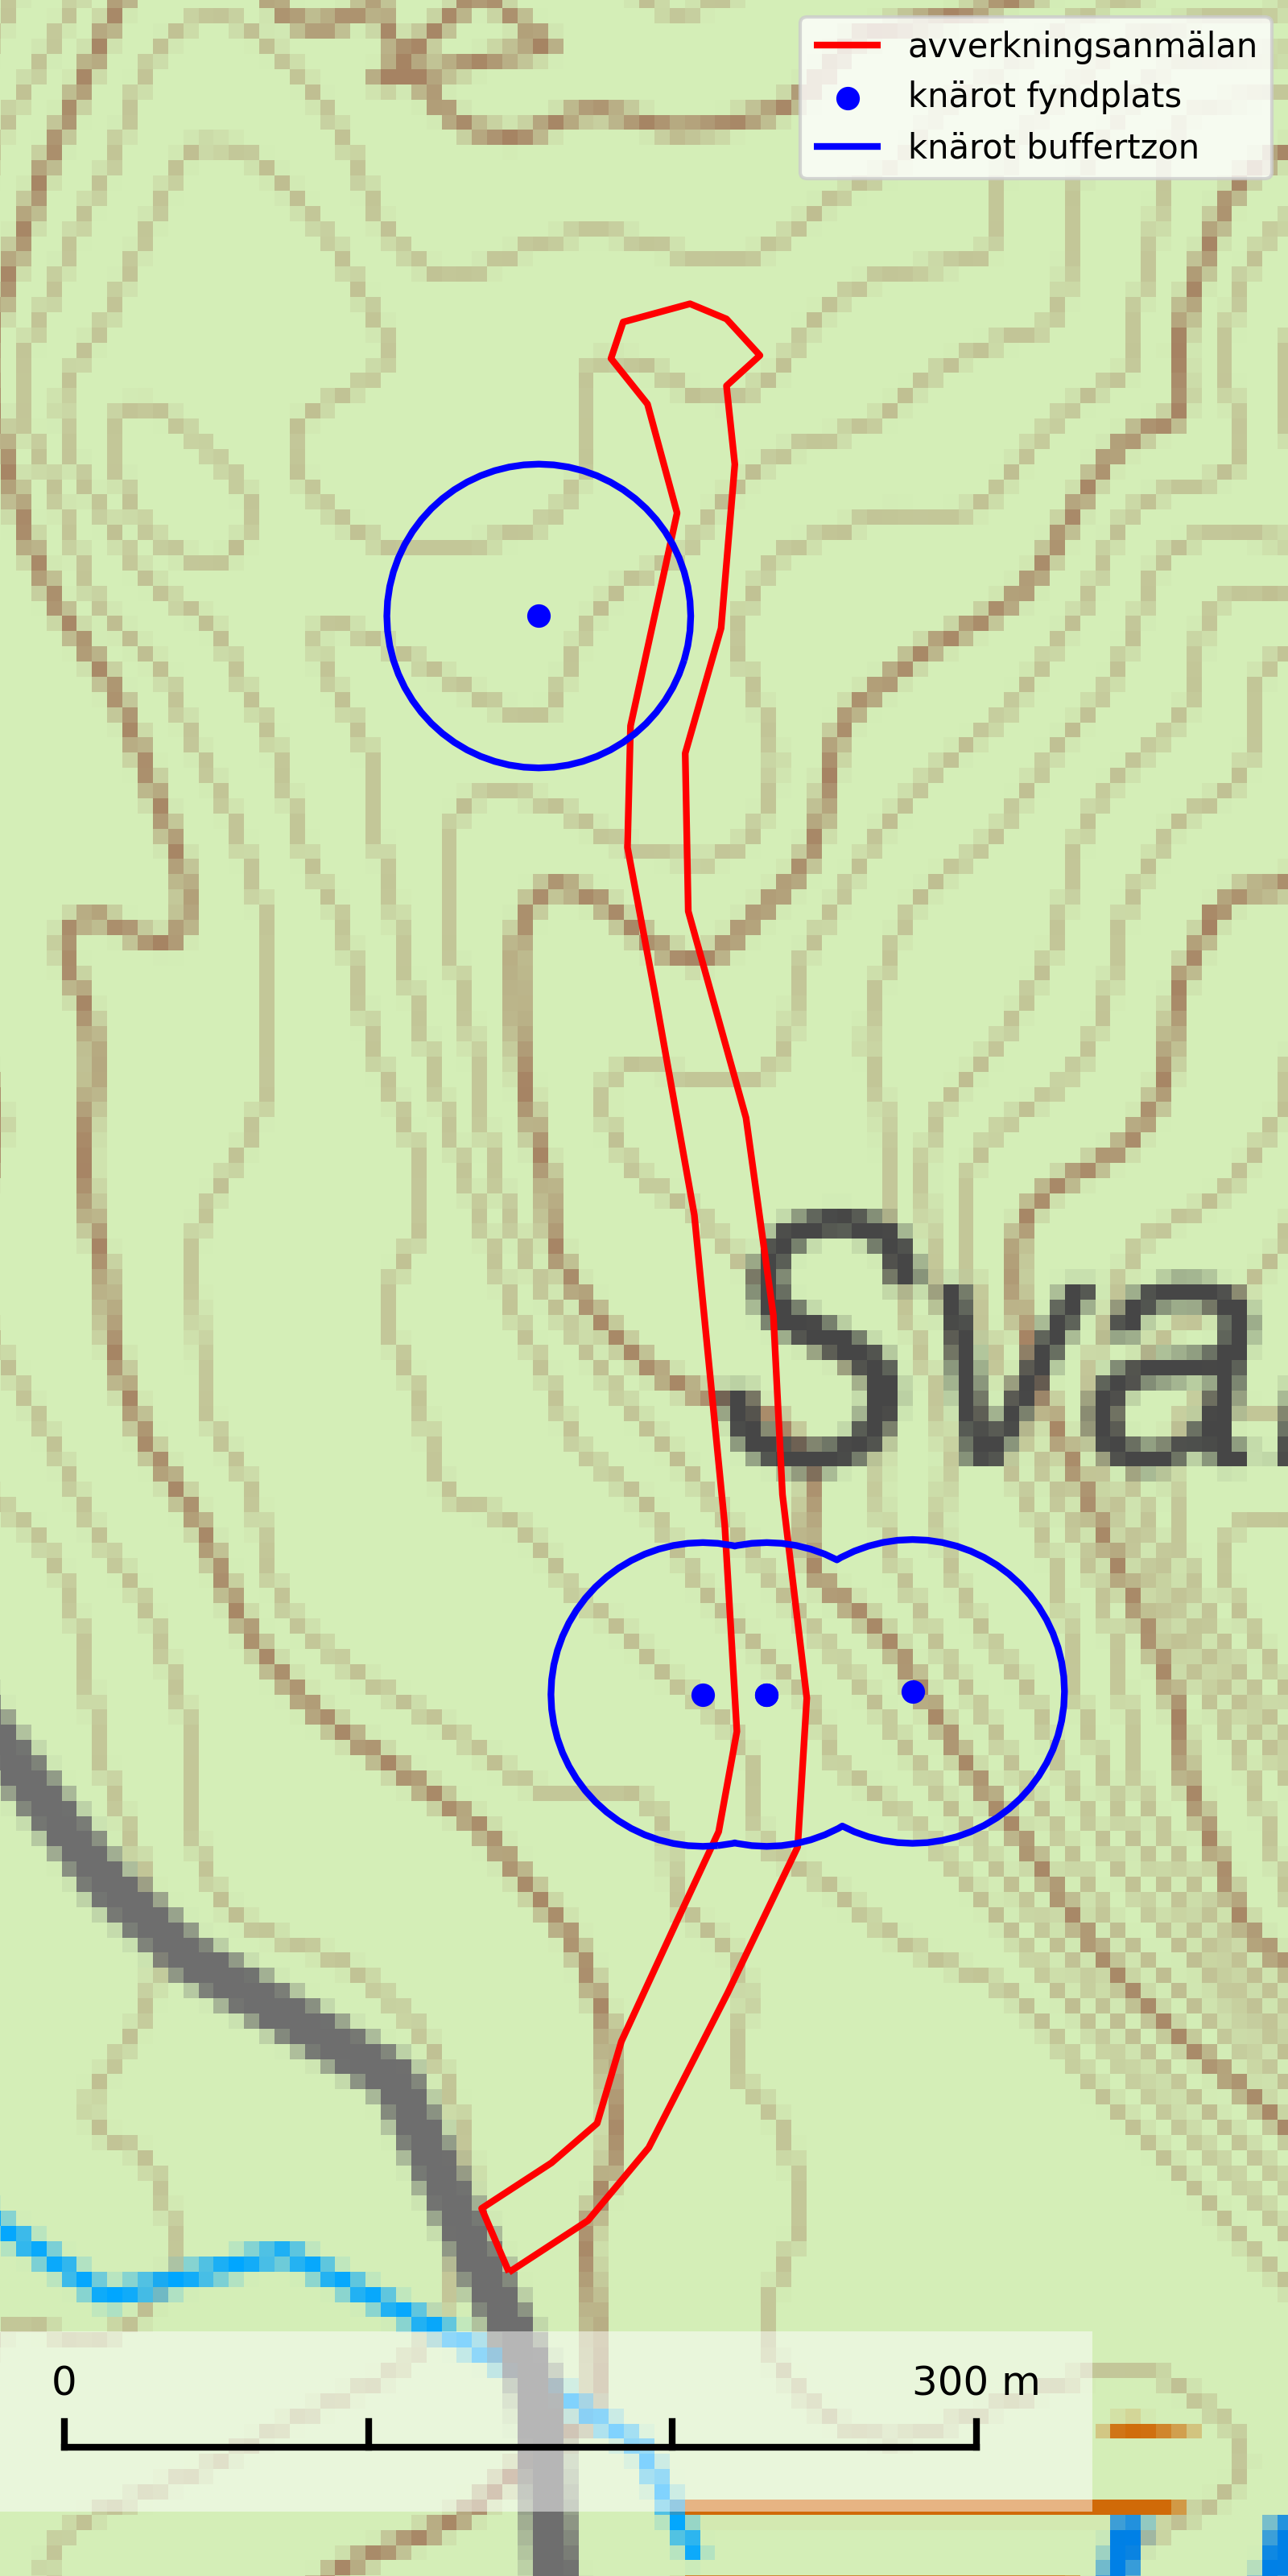 avverkningsanmälan
knärot fyndplats
knärot buffertzon
Sva
0 300 m